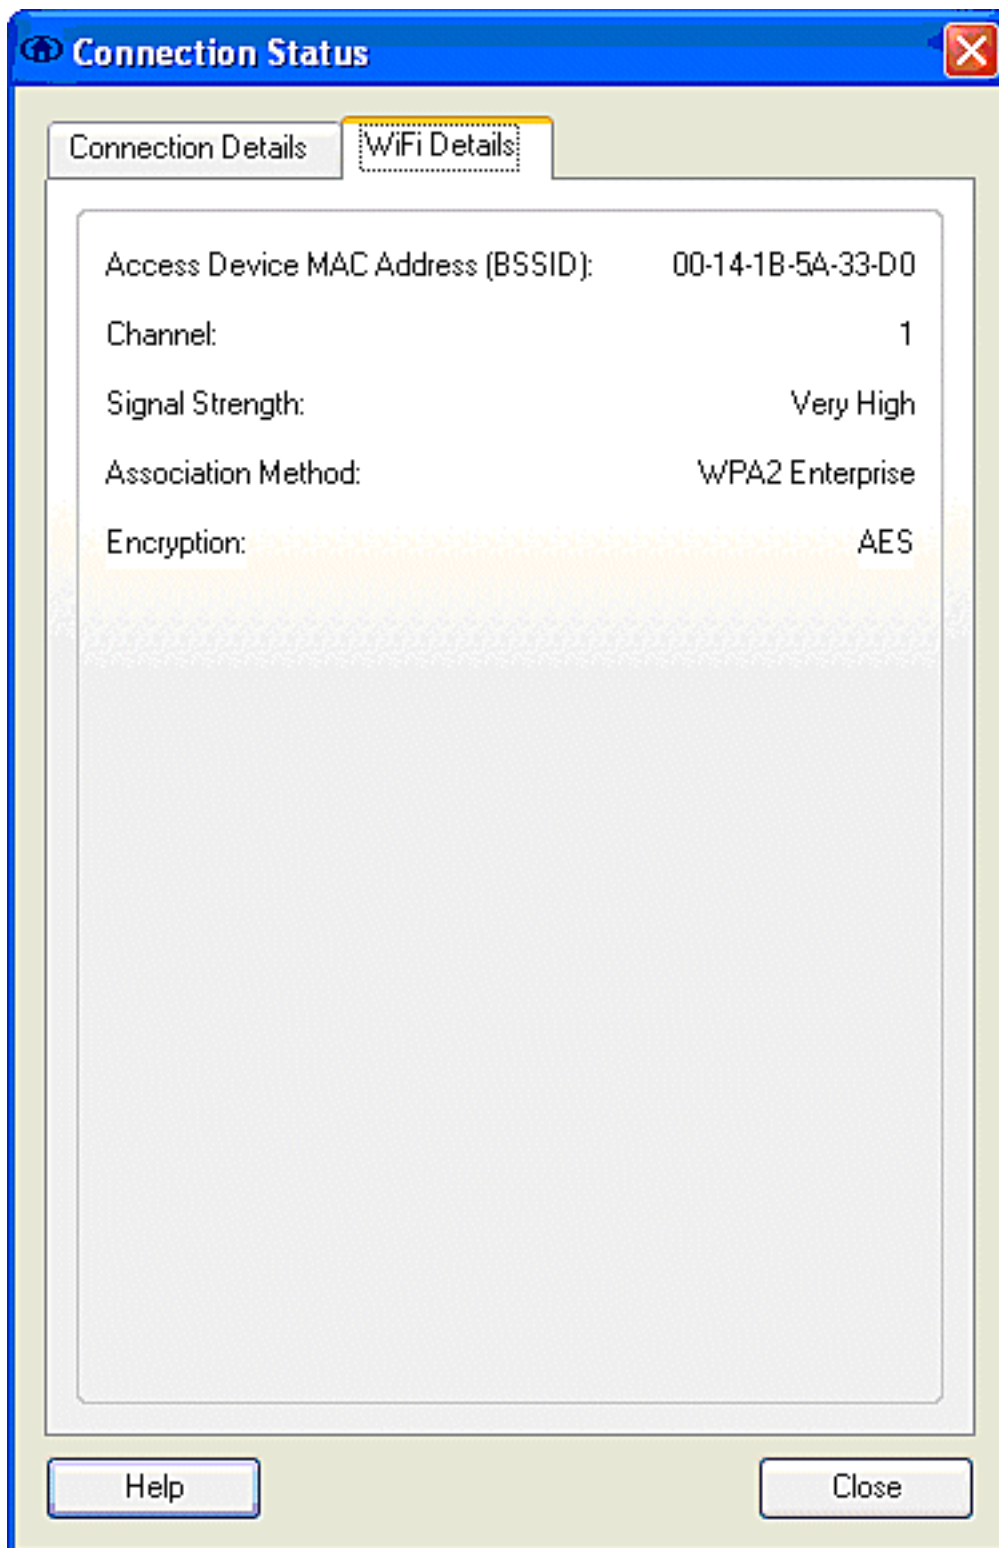 Connection Status
Connection Details WiFi Details
Access Device MAC Address (BSSID): 00-14-1B-5A-33-D0
Channel: 1
Signal Strength: Very High
Association Method: WPA2 Enterprise
Encryption: AES
Help Close